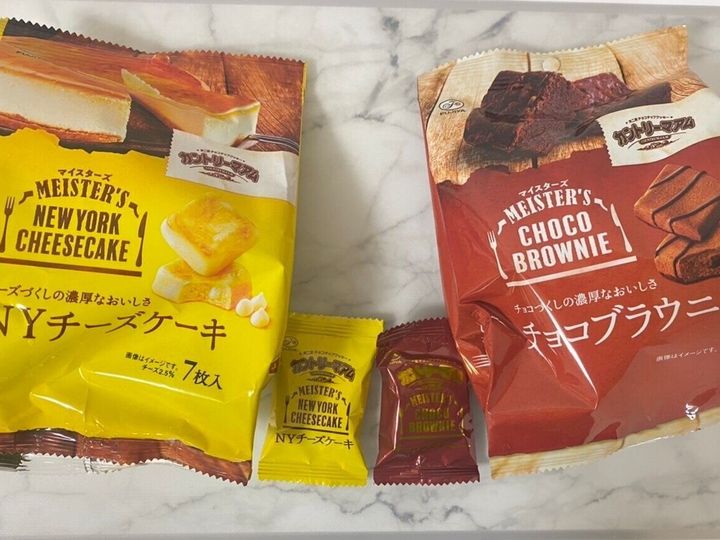 カントリーマアム
マイスターズ
MEISTER'S
NEW YORK
CHEESECAKE
ーズづくしの濃厚なおいしさ
NYチーズケーキ
画像はイメージです。
チーズ2.5%
7枚入
カントリーマアム
MEISTER'S
NEW YORK
CHEESECAKE
NYチーズケーキ
カントリーマアム
MEISTER'S
CHOCO
BROWNIE
FUJIYA
カントリーマアム
マイスターズ
MEISTER'S
CHOCO
BROWNIE
チョコづくしの濃厚なおいしさ
チョコブラウニ
画像はイメージです。